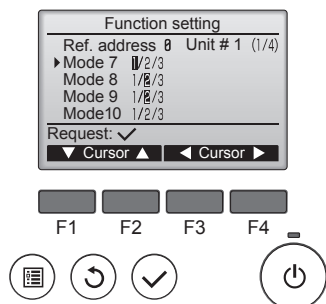 Function setting
Ref. address 0 Unit # 1 (1/4)
Mode 7 1/2/3
Mode 8 1/2/3
Mode 9 1/2/3
Mode10 1/2/3
Request: ✓
▼ Cursor ▲ ◀ Cursor ▶
F1 F2 F3 F4